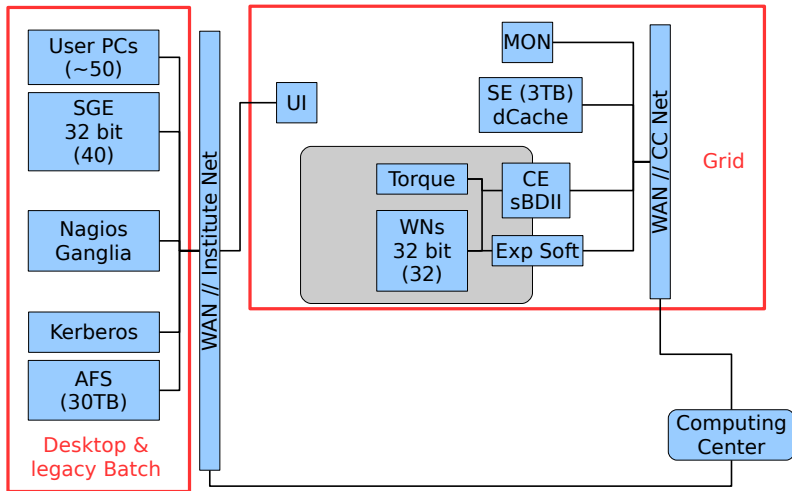 User PCs
(~50)
SGE
32 bit
(40)
Nagios
Ganglia
Kerberos
AFS
(30TB)
Desktop &
legacy Batch
WAN // Institute Net
UI
MON
SE (3TB)
dCache
Torque
CE
sBDII
WNs
32 bit
(32)
Exp Soft
WAN // CC Net
Grid
Computing
Center